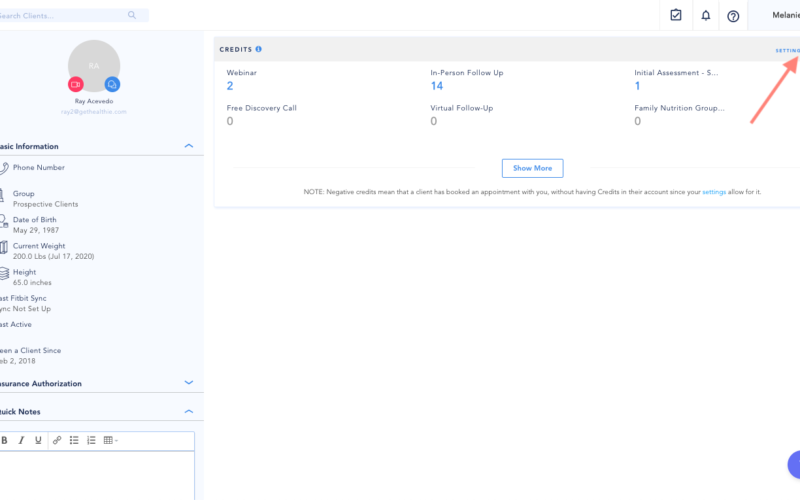 Search Clients...
Melanie
RA
Ray Acevedo
ray2@gethealthie.com
asic Information
Phone Number
Group
Prospective Clients
Date of Birth
May 29, 1987
Current Weight
200.0 Lbs (Jul 17, 2020)
Height
65.0 inches
ast Fitbit Sync
ync Not Set Up
ast Active
een a Client Since
eb 2, 2018
nsurance Authorization
uick Notes
B I U
CREDITS
SETTING
Webinar
2
In-Person Follow Up
14
Initial Assessment - S...
1
Free Discovery Call
0
Virtual Follow-Up
0
Family Nutrition Group...
0
Show More
NOTE: Negative credits mean that a client has booked an appointment with you, without having Credits in their account since your settings allow for it.